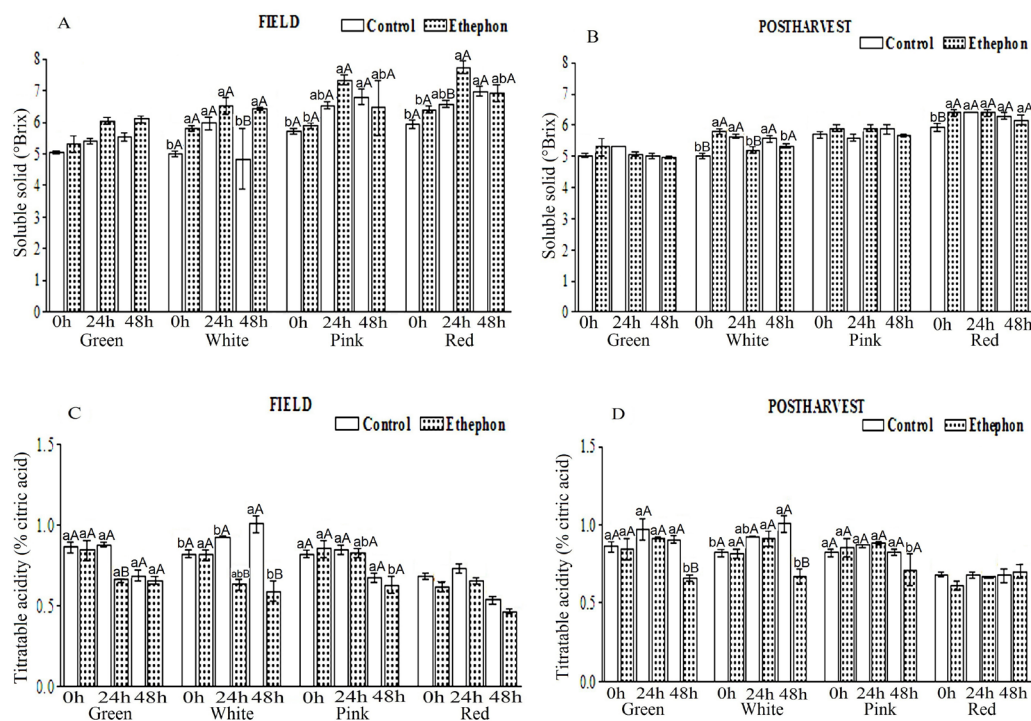 A
FIELD
Control Ethephon
Soluble solid (°Brix)
8
7
6
5
4
3
2
1
0
bA aA aA aA bB aA
bA bA abA aA aA abA
bA bA abB aA aA abA
0h 24h 48h 0h 24h 48h 0h 24h 48h 0h 24h 48h
Green White Pink Red
B
POSTHARVEST
Control Ethephon
Soluble solid (°Brix)
8
7
6
5
4
3
2
1
0
bB aA aA bB aA bA
bB aA aA aA aA aA
0h 24h 48h 0h 24h 48h 0h 24h 48h 0h 24h 48h
Green White Pink Red
C
FIELD
Control Ethephon
Titratable acidity (% citric acid)
1.5
1.0
0.5
0.0
aA aA aA aB aA aA
bA aA bA abB aA bB
aA aA aA abA aA bA
0h 24h 48h 0h 24h 48h 0h 24h 48h 0h 24h 48h
Green White Pink Red
D
POSTHARVEST
Control Ethephon
Titratable acidity (% citric acid)
1.5
1.0
0.5
0.0
aA aA aA aA aA bB
bA abA abA aA aA bB
aA aA aA aA aA bA
0h 24h 48h 0h 24h 48h 0h 24h 48h 0h 24h 48h
Green White Pink Red